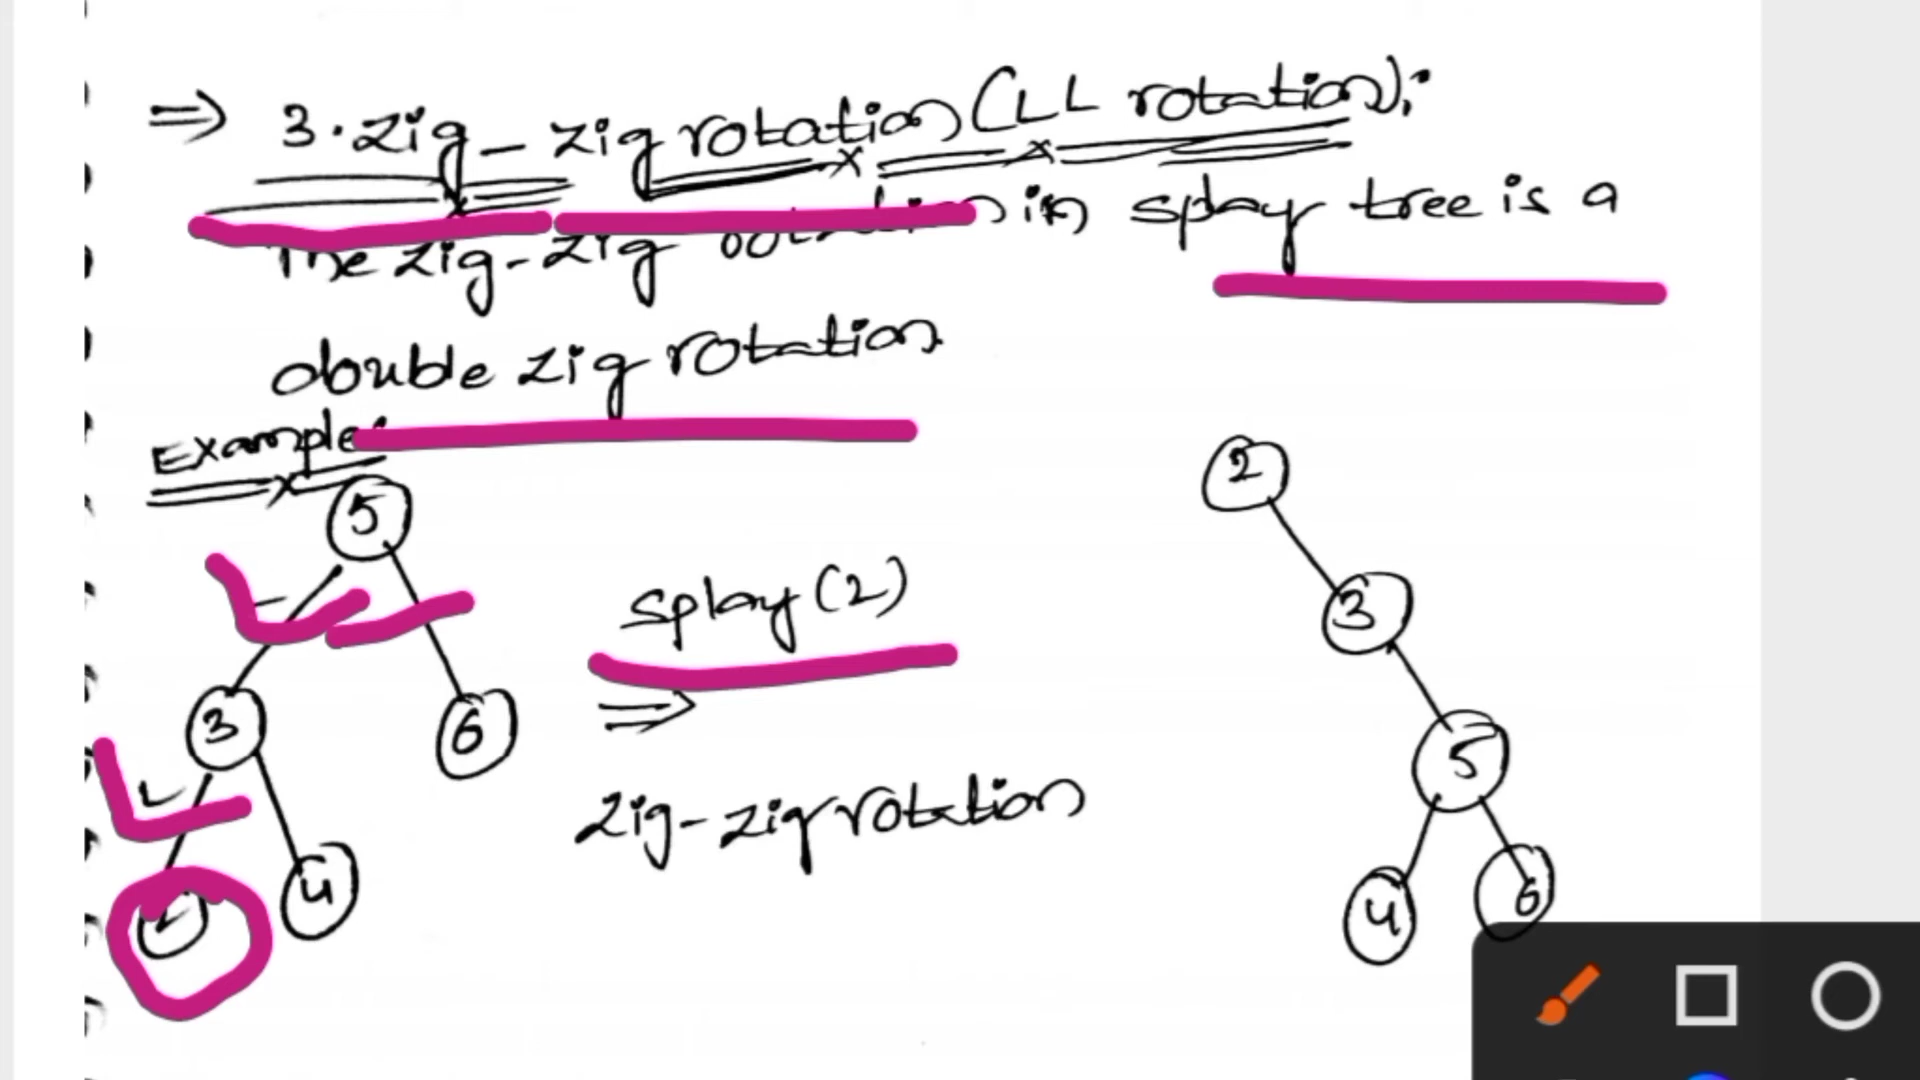 ⇒ 3. zig-zig rotation (LL rotation):
The zig-zig rotation in splay tree is a
double zig rotation.
Example:
5
L
3
6
L
4
splay(2)
⇒
zig-zig rotation
2
3
5
4
6